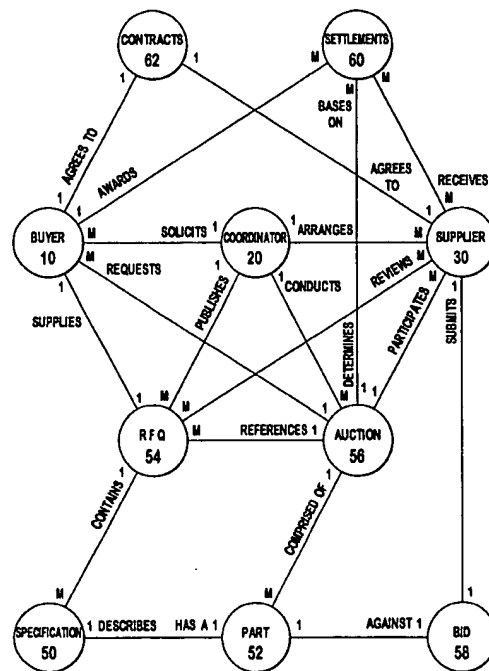 CONTRACTS
62
SETTLEMENTS
60
1
1
M
M
M
BASES
ON
AGREES TO
AWARDS
AGREES
TO
RECEIVES
1
1
1
M
BUYER
10
M
SOLICITS
1
COORDINATOR
20
1
ARRANGES
M
SUPPLIER
30
M
REQUESTS
1
PUBLISHES
1
CONDUCTS
REVIEWS
M
M
1
1
SUPPLIES
DETERMINES
PARTICIPATES
SUBMITS
1
M
M
1
M
1
1
RFQ
54
M
REFERENCES
1
AUCTION
56
1
CONTAINS
1
COMPRISED OF
M
M
1
SPECIFICATION
50
1
DESCRIBES
HAS A
1
PART
52
1
AGAINST
1
BID
58